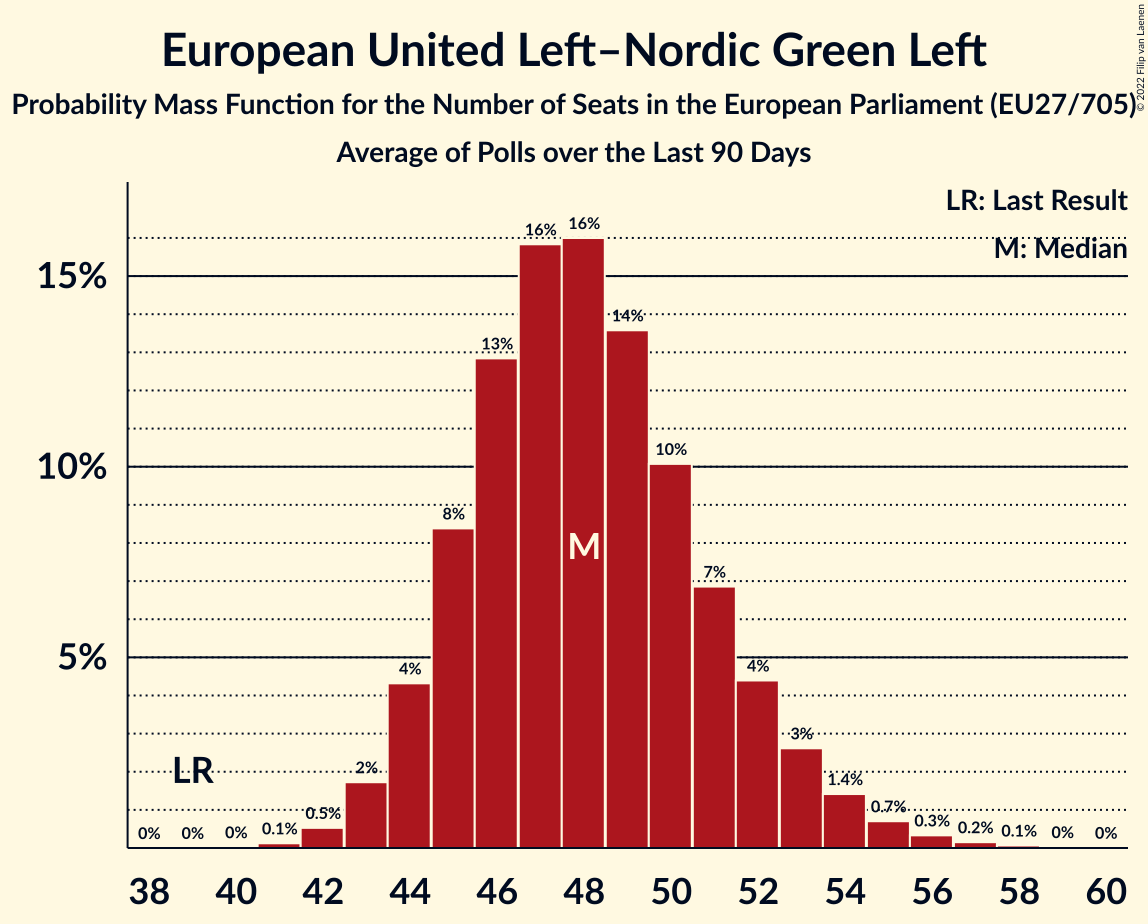 European United Left–Nordic Green Left
Probability Mass Function for the Number of Seats in the European Parliament (EU27/705)
Average of Polls over the Last 90 Days
© 2022 Filip van Laenen
LR: Last Result
M: Median
15%
10%
5%
0% 0% 0% 0.1% 0.5% 2% 4% 8% 13% 16% 16% 14% 10% 7% 4% 3% 1.4% 0.7% 0.3% 0.2% 0.1% 0% 0%
M
LR
38 40 42 44 46 48 50 52 54 56 58 60